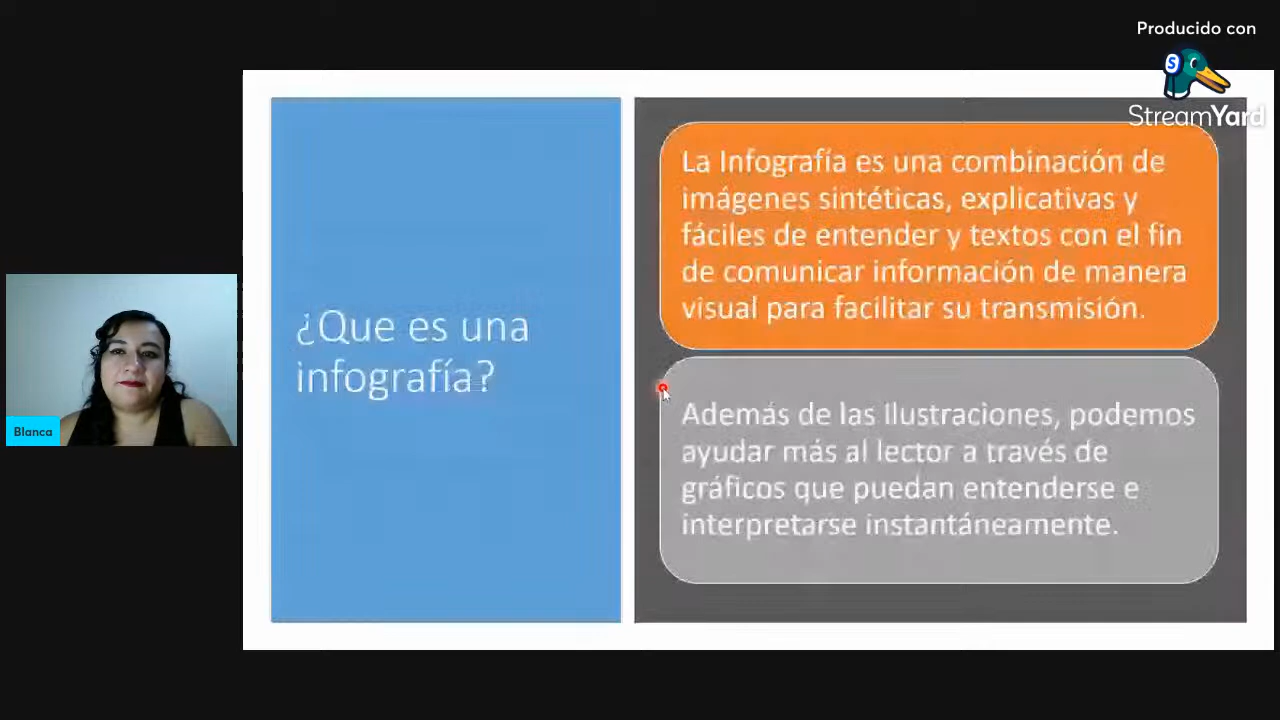 Producido con
StreamYard
¿Que es una
infografía?
La Infografía es una combinación de
imágenes sintéticas, explicativas y
fáciles de entender y textos con el fin
de comunicar información de manera
visual para facilitar su transmisión.
Además de las ilustraciones, podemos
ayudar más al lector a través de
gráficos que puedan entenderse e
interpretarse instantáneamente.
Blanca